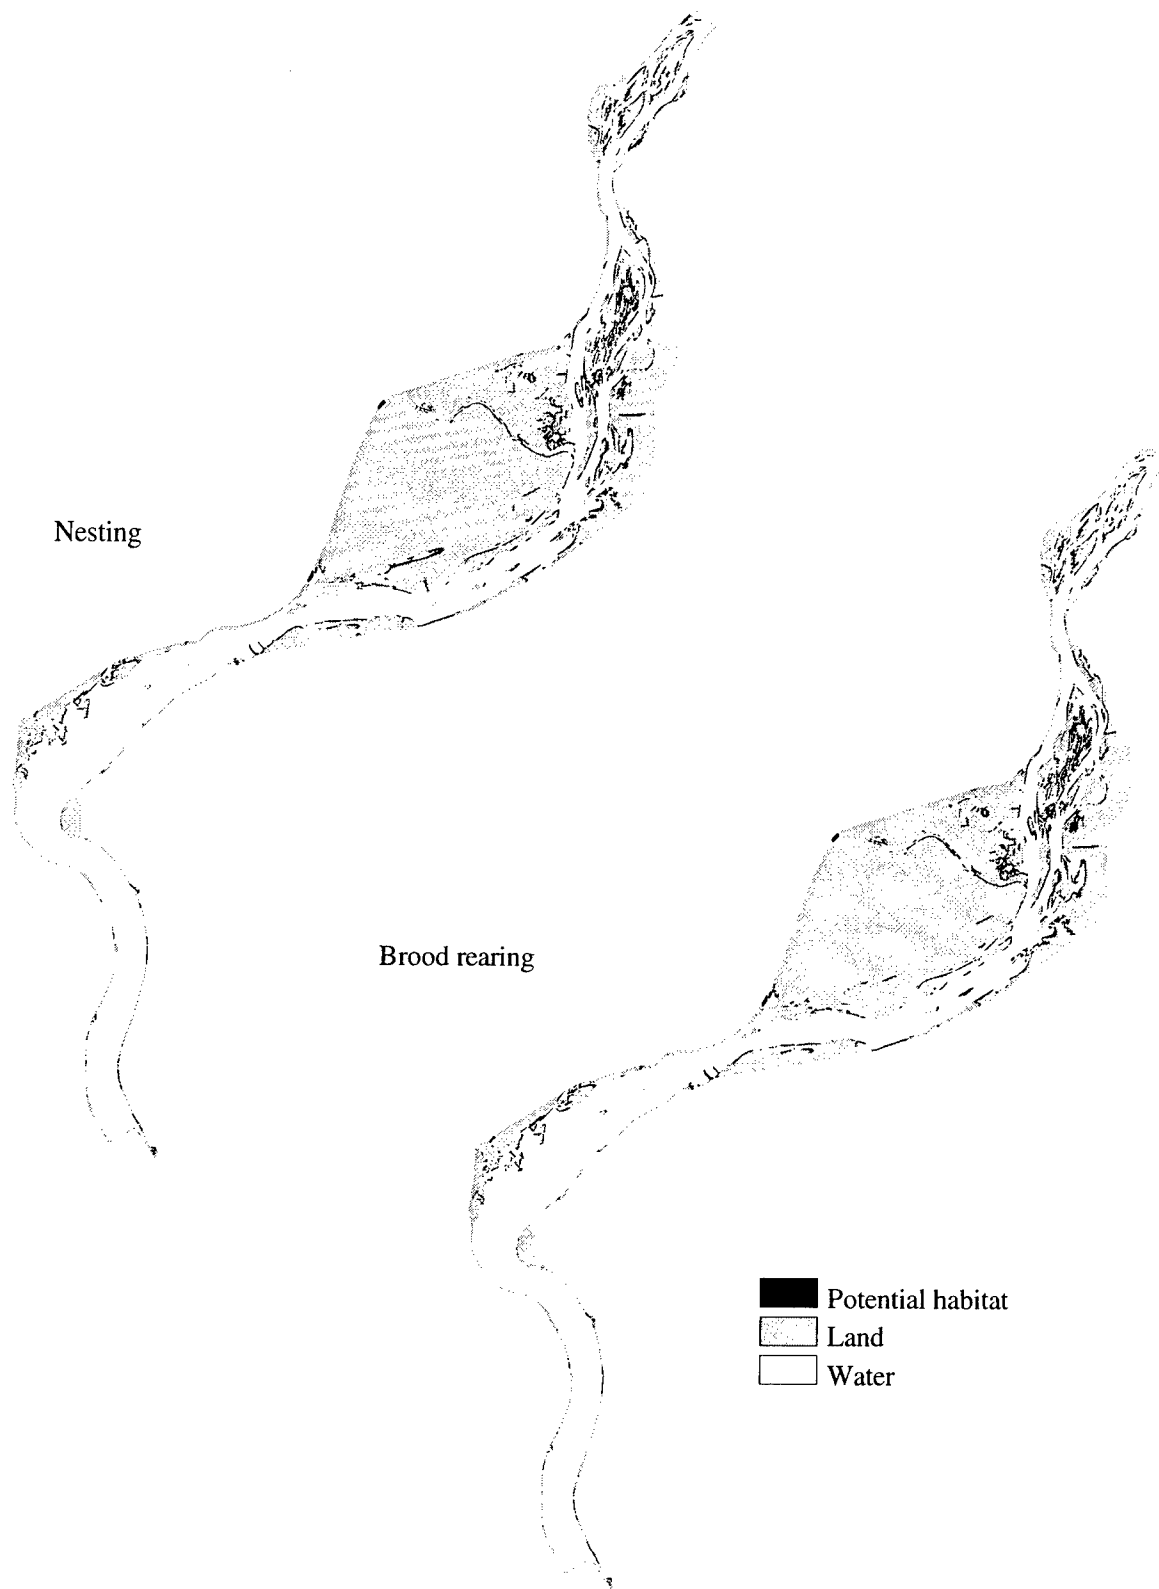 Nesting
Brood rearing
Potential habitat
Land
Water